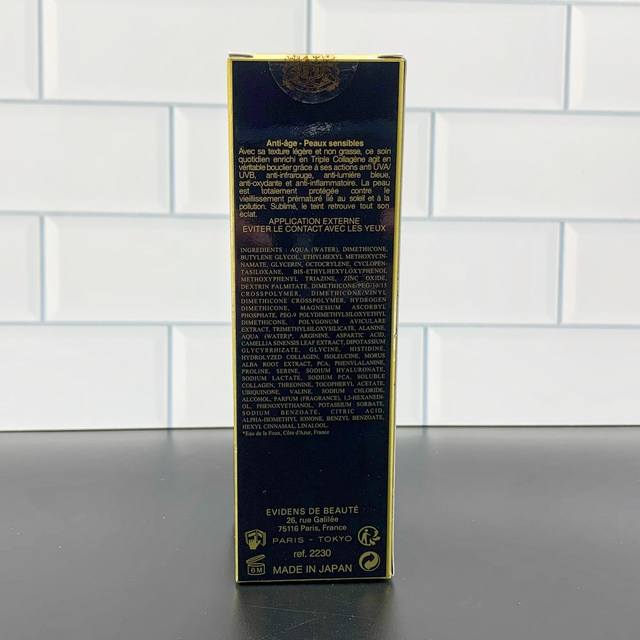 Anti-âge - Peaux sensibles
Avec sa texture légère et non grasse, ce soin
quotidien enrichi en Triple Collagène agit en
véritable bouclier grâce à ses actions anti UVA/
UVB, anti-infrarouge, anti-lumière bleue,
anti-oxydante et anti-inflammatoire. La peau
est totalement protégée contre le
vieillissement prématuré lié au soleil et à la
pollution. Sublimé, le teint retrouve tout son
éclat.
APPLICATION EXTERNE
EVITER LE CONTACT AVEC LES YEUX
INGREDIENTS : AQUA (WATER), DIMETHICONE,
BUTYLENE GLYCOL, ETHYLHEXYL METHOXYCIN-
NAMATE, GLYCERIN, OCTOCRYLENE, CYCLOPEN-
TASILOXANE, BIS-ETHYLHEXYLOXYPHENOL
METHOXYPHENYL TRIAZINE, ZINC OXIDE,
DEXTRIN PALMITATE, DIMETHICONE/PEG-10/15
CROSSPOLYMER, DIMETHICONE/VINYL
DIMETHICONE CROSSPOLYMER, HYDROGEN
DIMETHICONE, MAGNESIUM ASCORBYL
PHOSPHATE, PEG-9 POLYDIMETHYLSILOXYETHYL
DIMETHICONE, POLYGONUM AVICULARE
EXTRACT, TRIMETHYLSILOXYSILICATE, ALANINE,
AQUA (WATER)*, ARGININE, ASPARTIC ACID,
CAMELLIA SINENSIS LEAF EXTRACT, DIPOTASSIUM
GLYCYRRHIZATE, GLYCINE, HISTIDINE,
HYDROLYZED COLLAGEN, ISOLEUCINE, MORUS
ALBA ROOT EXTRACT, PCA, PHENYLALANINE,
PROLINE, SERINE, SODIUM HYALURONATE,
SODIUM LACTATE, SODIUM PCA, SOLUBLE
COLLAGEN, THREONINE, TOCOPHERYL ACETATE,
UBIQUINONE, VALINE, SODIUM CHLORIDE,
ALCOHOL, PARFUM (FRAGRANCE), 1,2-HEXANEDI-
OL, PHENOXYETHANOL, POTASSIUM SORBATE,
SODIUM BENZOATE, CITRIC ACID,
ALPHA-ISOMETHYL IONONE, BENZYL BENZOATE,
HEXYL CINNAMAL, LINALOOL.
*Eau de la Foux, Côte d'Azur, France
EVIDENS DE BEAUTÉ
26, rue Galilée
75116 Paris, France
PARIS - TOKYO
ref. 2230
6M MADE IN JAPAN